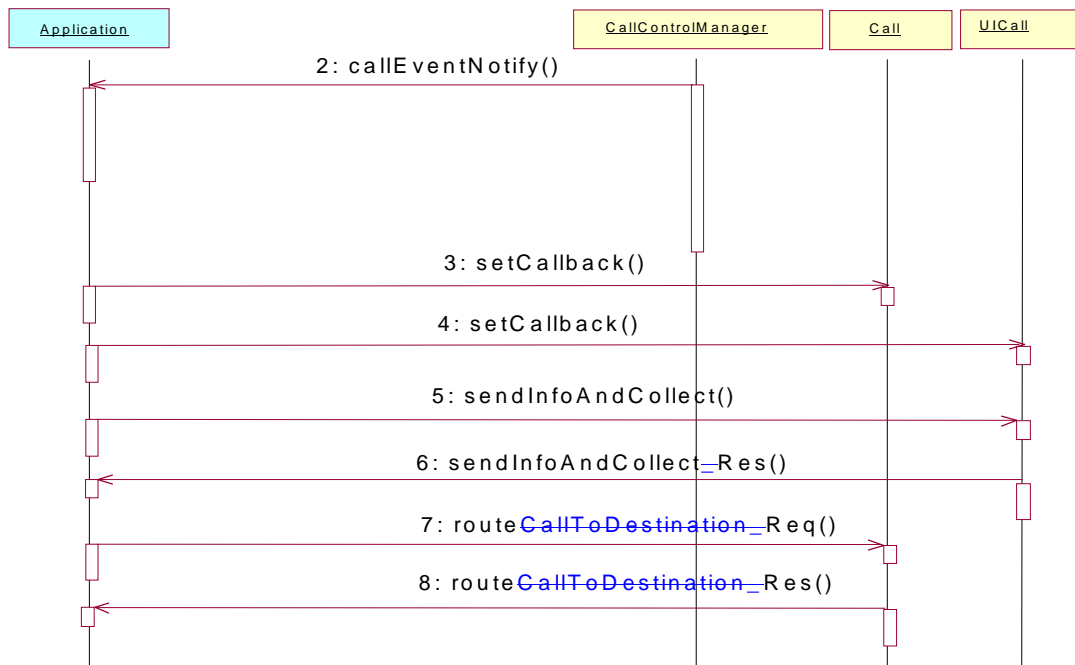 Application
CallControlManager
Call
UICall
2: callEventNotify()
3: setCallback()
4: setCallback()
5: sendInfoAndCollect()
6: sendInfoAndCollect_Res()
7: routeCallToDestination_Req()
8: routeCallToDestination_Res()